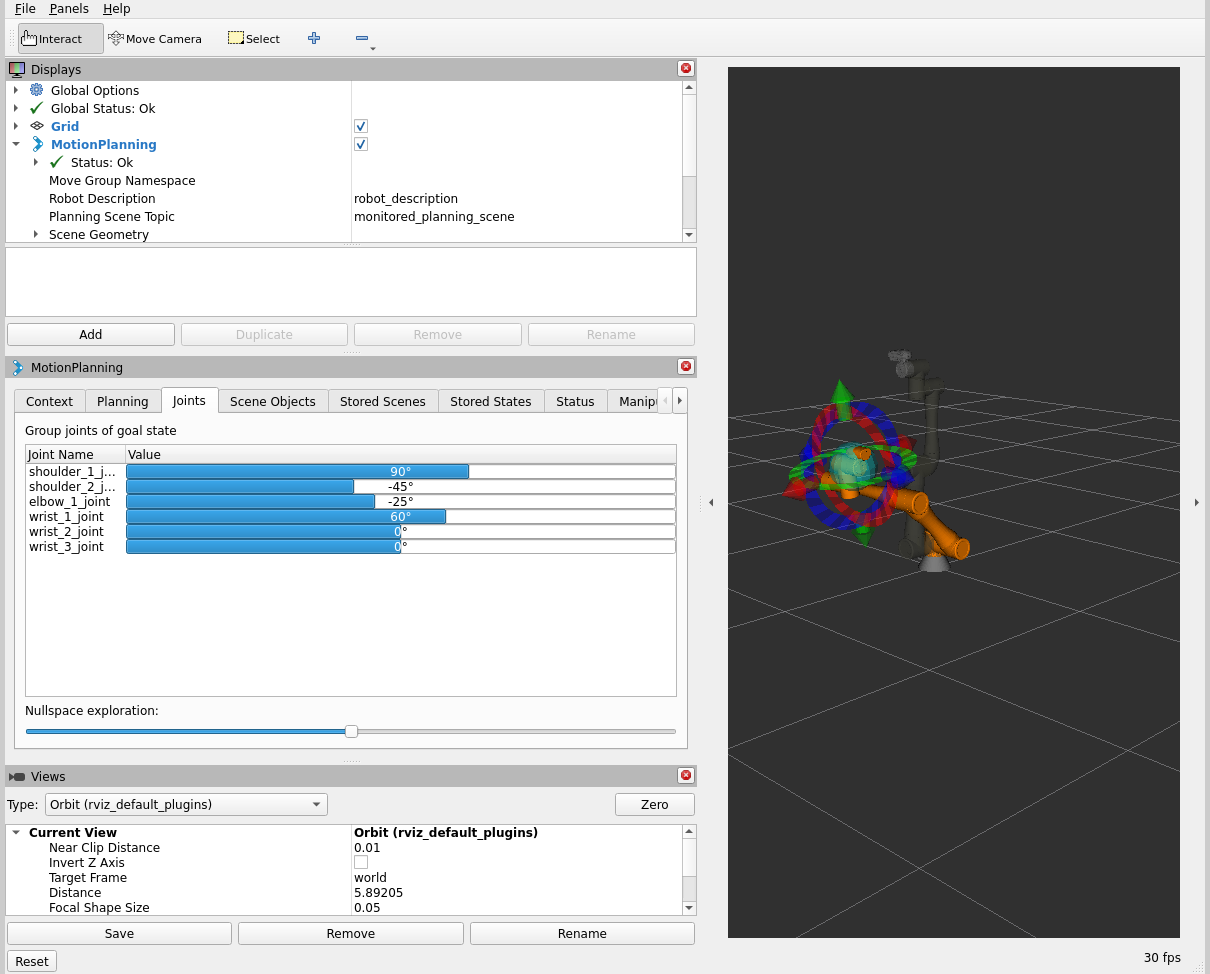 File Panels Help
Interact Move Camera Select
Displays
Global Options
Global Status: Ok
Grid
MotionPlanning
Status: Ok
Move Group Namespace
Robot Description robot_description
Planning Scene Topic monitored_planning_scene
Scene Geometry
Add Duplicate Remove Rename
MotionPlanning
Context Planning Joints Scene Objects Stored Scenes Stored States Status Manip
Group joints of goal state
Joint Name Value
shoulder_1_j... 90°
shoulder_2_j... -45°
elbow_1_joint -25°
wrist_1_joint 60°
wrist_2_joint 0°
wrist_3_joint 0°
Nullspace exploration:
Views
Type: Orbit (rviz_default_plugins) Zero
Current View Orbit (rviz_default_plugins)
Near Clip Distance 0.01
Invert Z Axis
Target Frame world
Distance 5.89205
Focal Shape Size 0.05
Save Remove Rename
Reset 30 fps